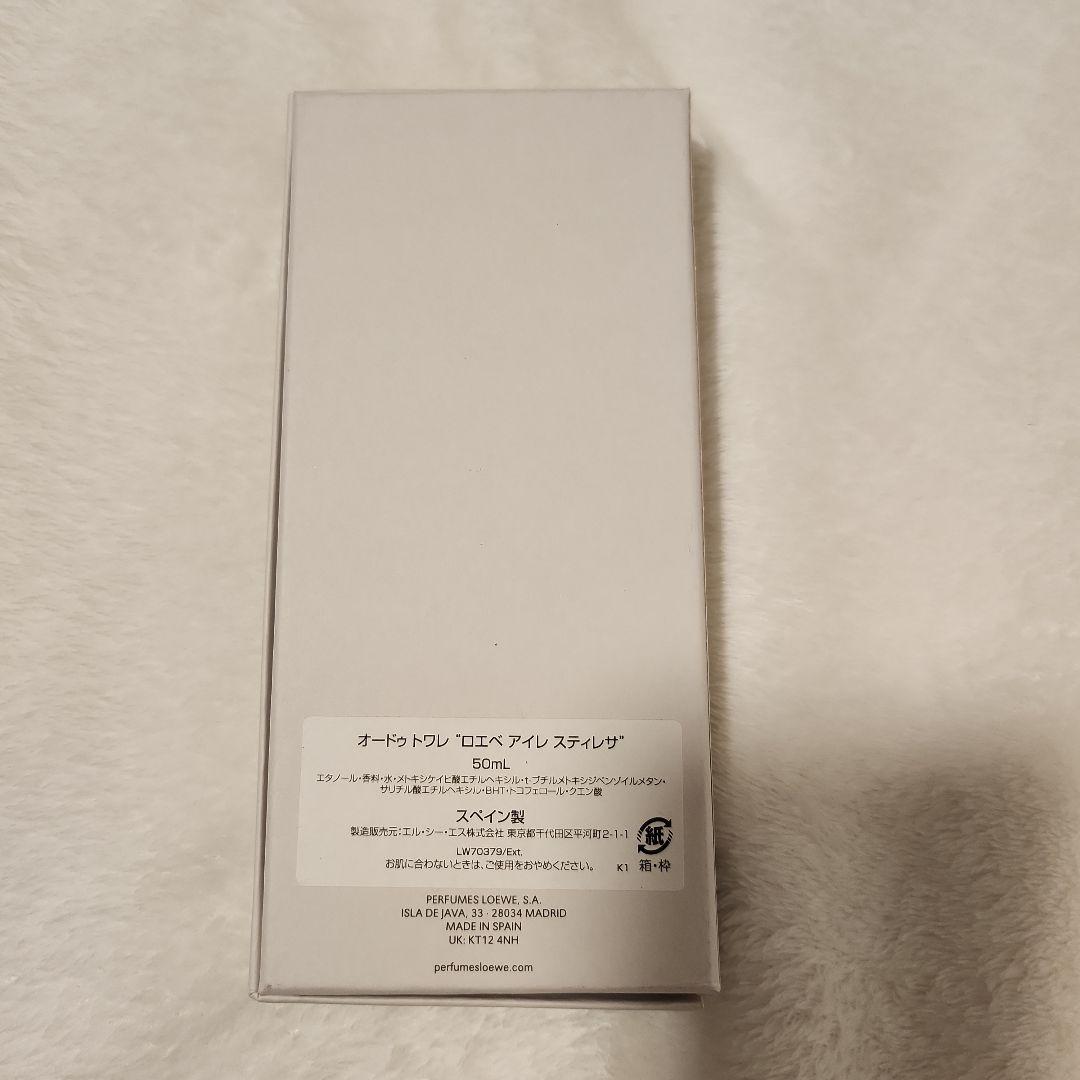 オードゥ トワレ “ロエベ アイレ スティレサ”
50mL
エタノール・香料・水・メトキシケイヒ酸エチルヘキシル・t-ブチルメトキシジベンゾイルメタン・
サリチル酸エチルヘキシル・BHT・トコフェロール・クエン酸
スペイン製
製造販売元：エル・シー・エス株式会社 東京都千代田区平河町2-1-1
LW70379/Ext.
お肌に合わないときは、ご使用をおやめください。
K1
紙
箱・枠
PERFUMES LOEWE, S.A.
ISLA DE JAVA, 33 · 28034 MADRID
MADE IN SPAIN
UK: KT12 4NH
perfumesloewe.com